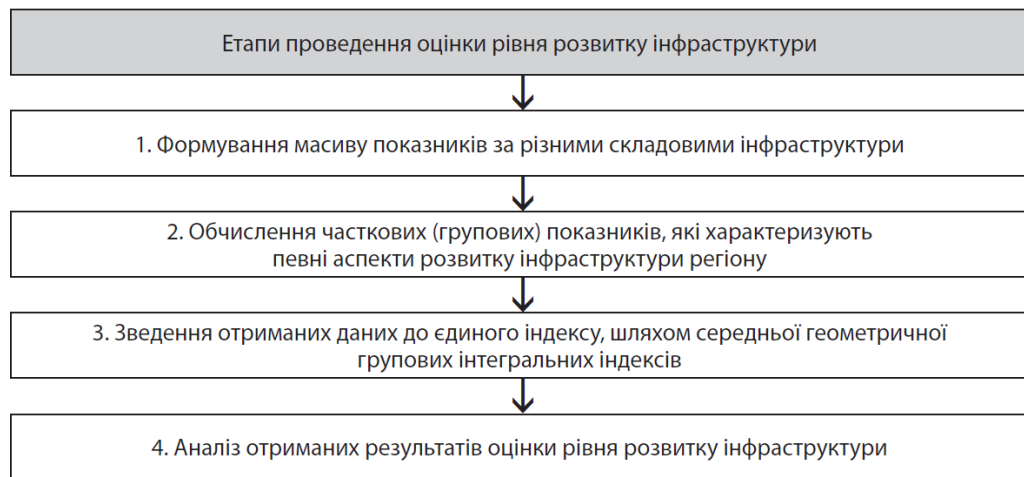 Етапи проведення оцінки рівня розвитку інфраструктури
1. Формування масиву показників за різними складовими інфраструктури
2. Обчислення часткових (групових) показників, які характеризують
певні аспекти розвитку інфраструктури регіону
3. Зведення отриманих даних до єдиного індексу, шляхом середньої геометричної
групових інтегральних індексів
4. Аналіз отриманих результатів оцінки рівня розвитку інфраструктури